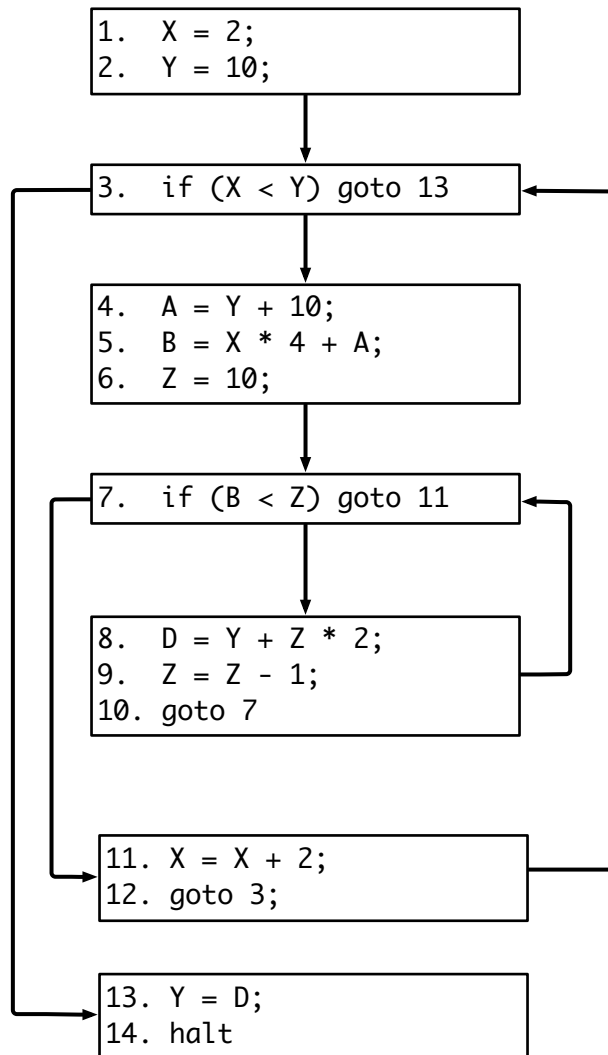 1. X = 2;
2. Y = 10;
3. if (X < Y) goto 13
4. A = Y + 10;
5. B = X * 4 + A;
6. Z = 10;
7. if (B < Z) goto 11
8. D = Y + Z * 2;
9. Z = Z - 1;
10. goto 7
11. X = X + 2;
12. goto 3;
13. Y = D;
14. halt